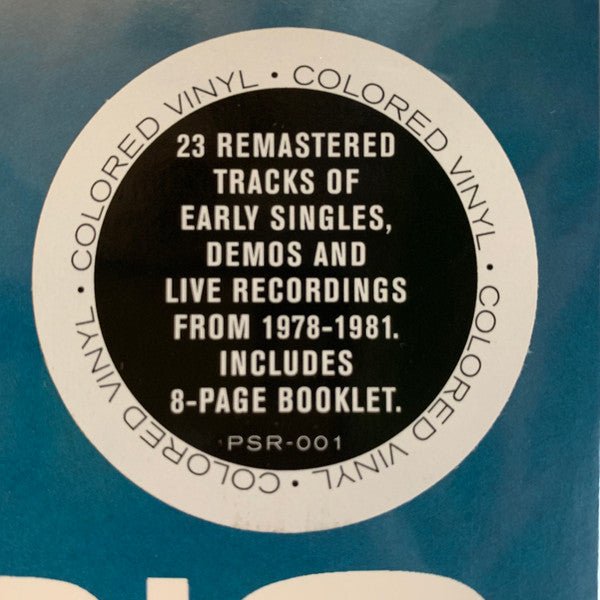 COLORED VINYL • COLORED VINYL • COLORED VINYL • COLORED VINYL •
23 REMASTERED
TRACKS OF
EARLY SINGLES,
DEMOS AND
LIVE RECORDINGS
FROM 1978-1981.
INCLUDES
8-PAGE BOOKLET.
PSR-001